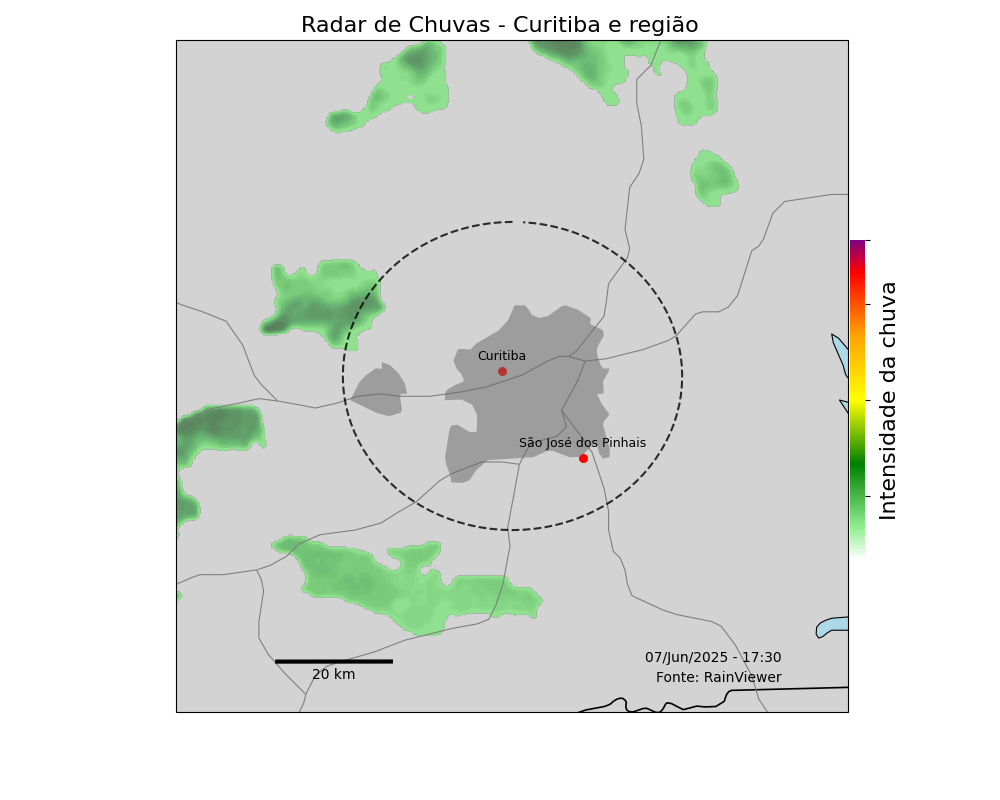 Radar de Chuvas - Curitiba e região
Curitiba
São José dos Pinhais
Intensidade da chuva
07/Jun/2025 - 17:30
Fonte: RainViewer
20 km